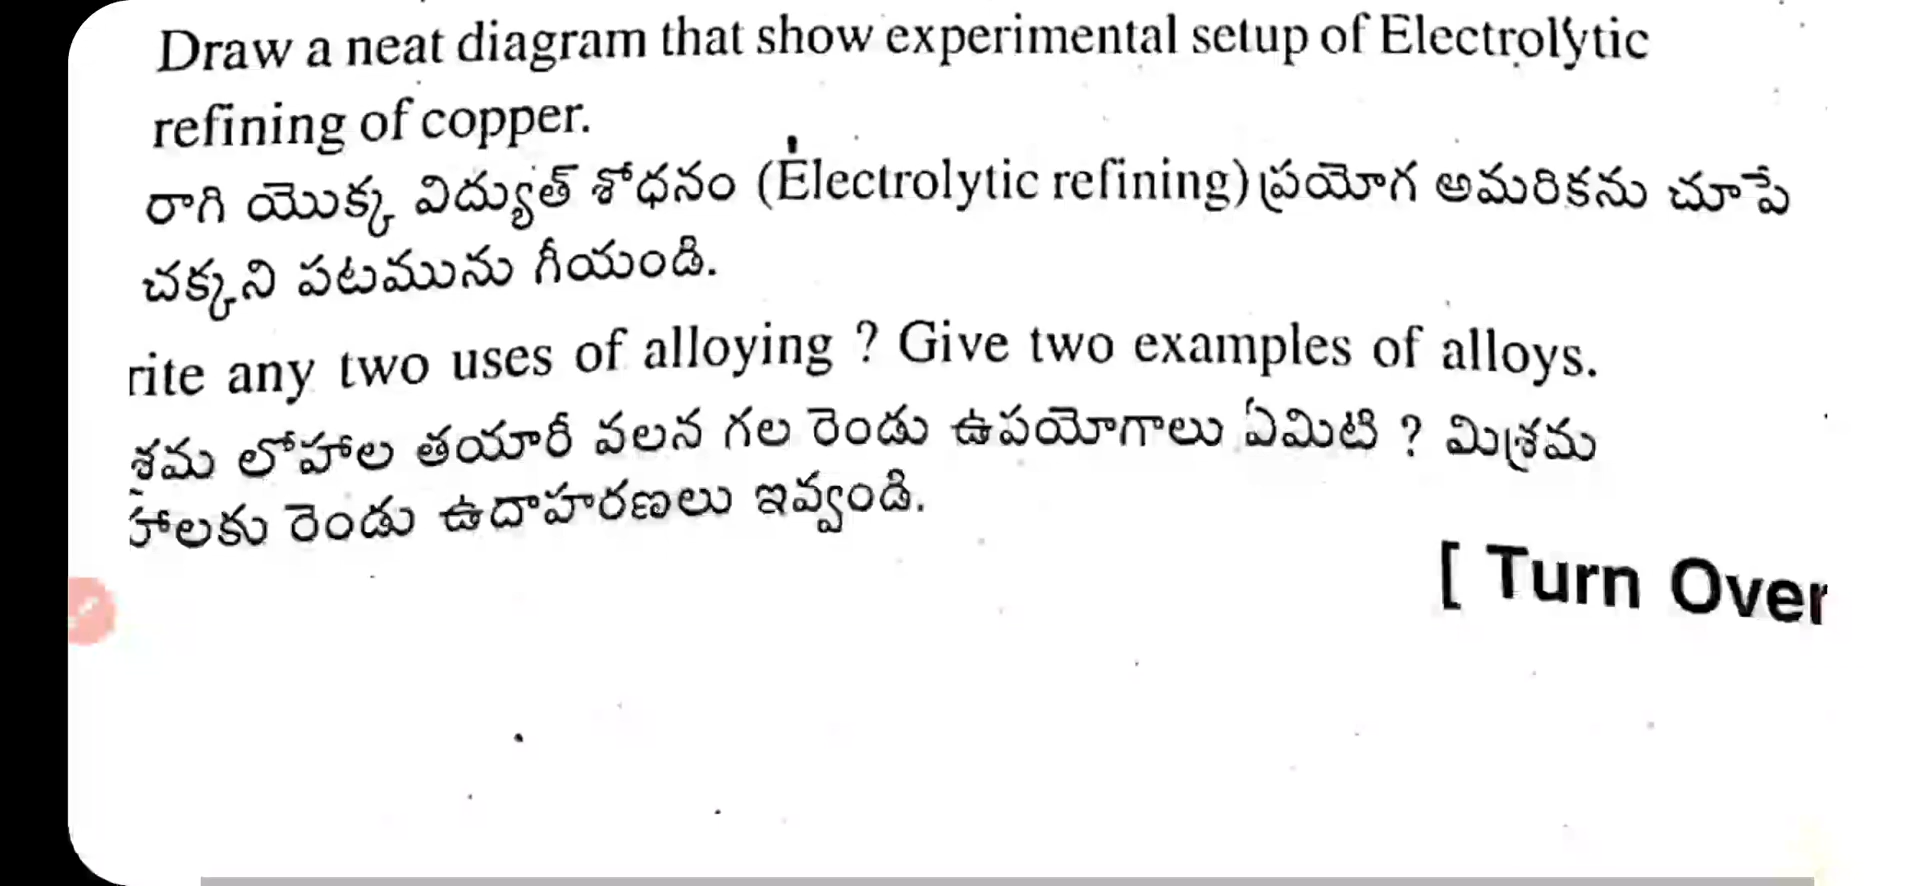 Draw a neat diagram that show experimental setup of Electrolytic
refining of copper.
రాగి యొక్క విద్యుత్ శోధనం (Electrolytic refining) ప్రయోగ అమరికను చూపే
చక్కని పటమును గీయండి.
rite any two uses of alloying ? Give two examples of alloys.
శ్రమ లోహాల తయారీ వలన గల రెండు ఉపయోగాలు ఏమిటి ? మిశ్రమ
హాలకు రెండు ఉదాహరణలు ఇవ్వండి.
[ Turn Over